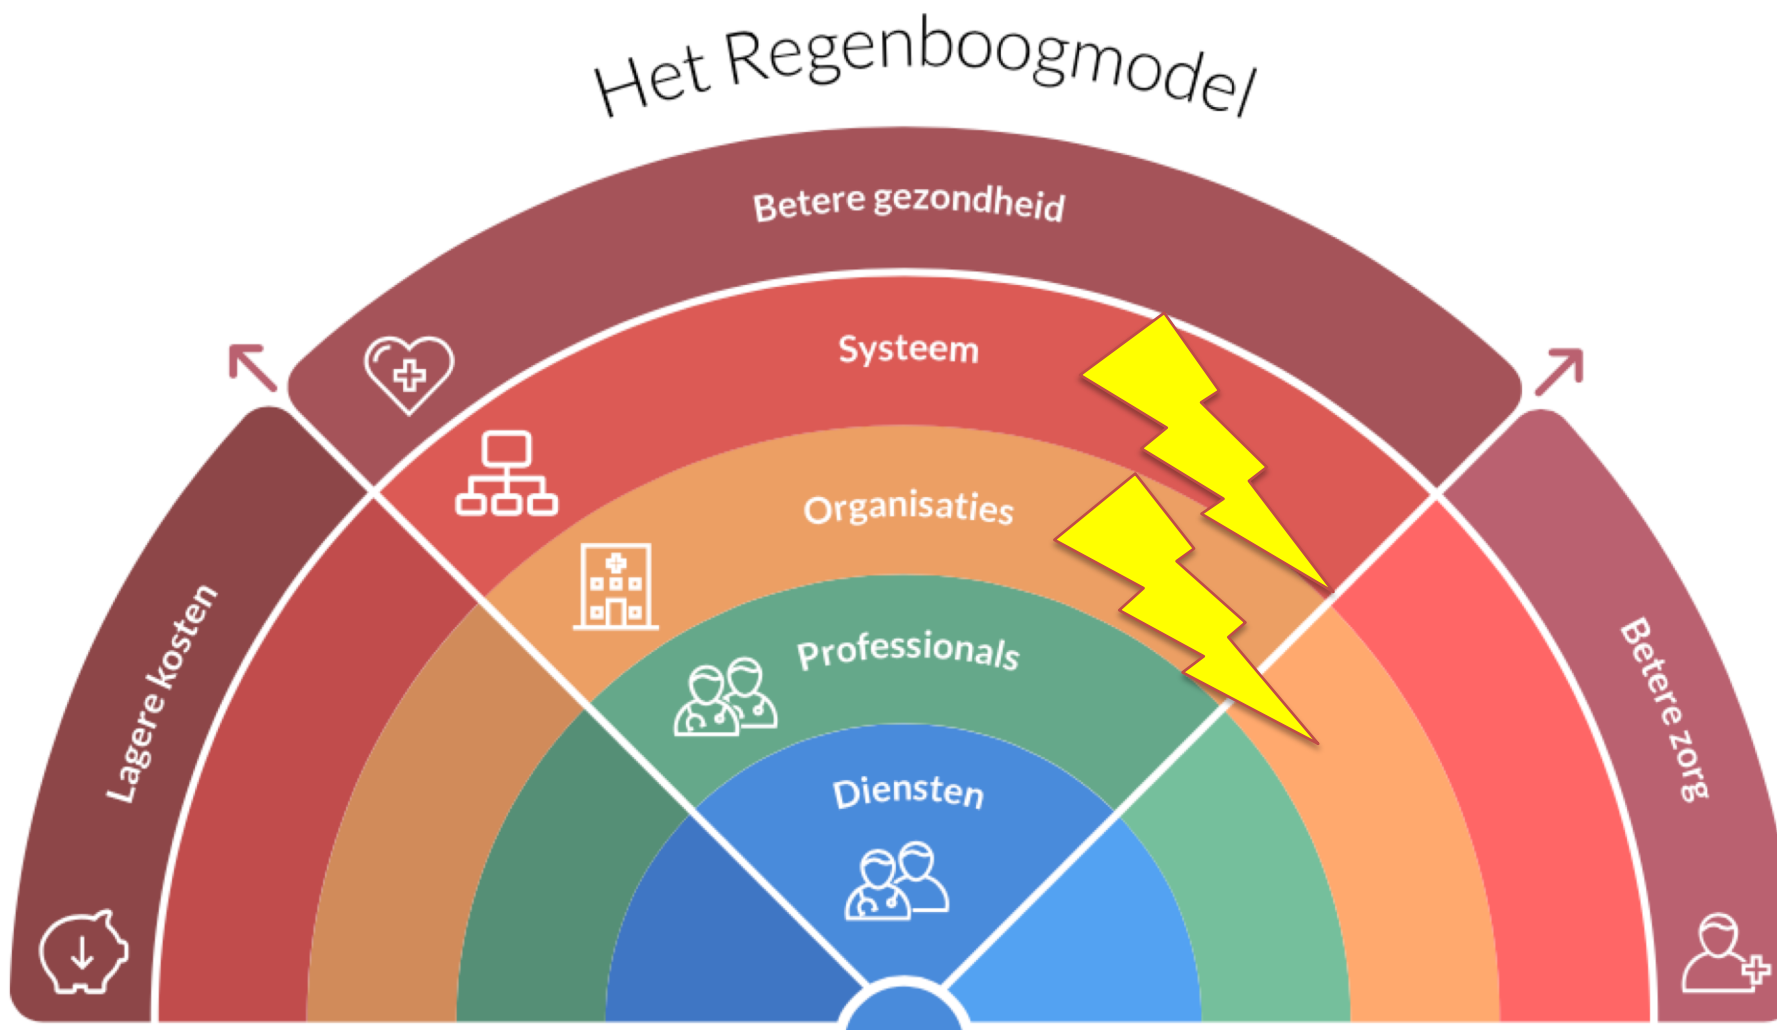 Het Regenboogmodel
Betere gezondheid
Systeem
Organisaties
Professionals
Diensten
Lagere kosten
Betere zorg